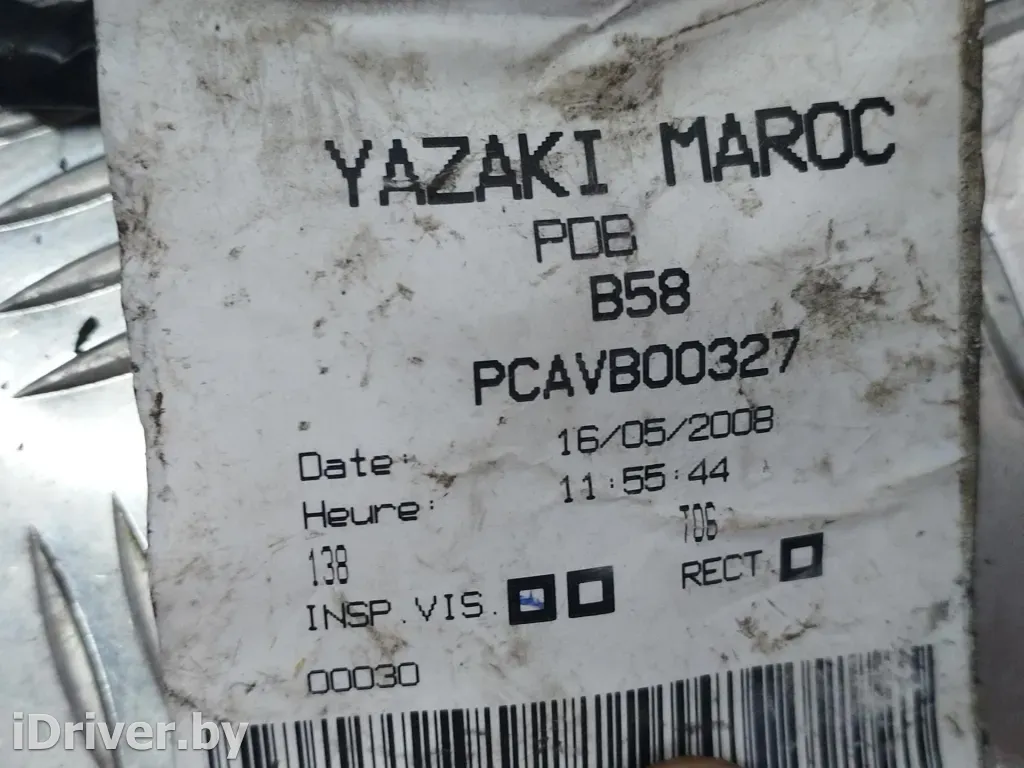 YAZAKI MAROC
PDB
B58
PCAVB00327
Date: 16/05/2008
Heure: 11:55:44
138 T06
INSP.VIS. RECT.
00030
iDriver.by